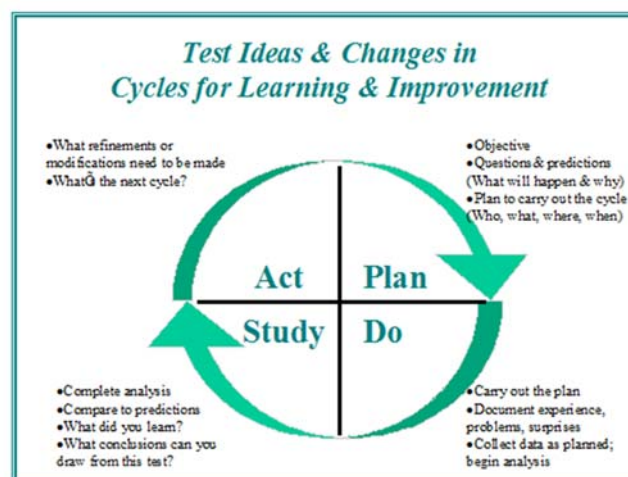 Test Ideas & Changes in
Cycles for Learning & Improvement
•What refinements or
modifications need to be made
•WhatÕ the next cycle?
•Objective
•Questions & predictions
(What will happen & why)
•Plan to carry out the cycle
(Who, what, where, when)
Act
Plan
Study
Do
•Complete analysis
•Compare to predictions
•What did you learn?
•What conclusions can you
draw from this test?
•Carry out the plan
•Document experience,
problems, surprises
•Collect data as planned;
begin analysis